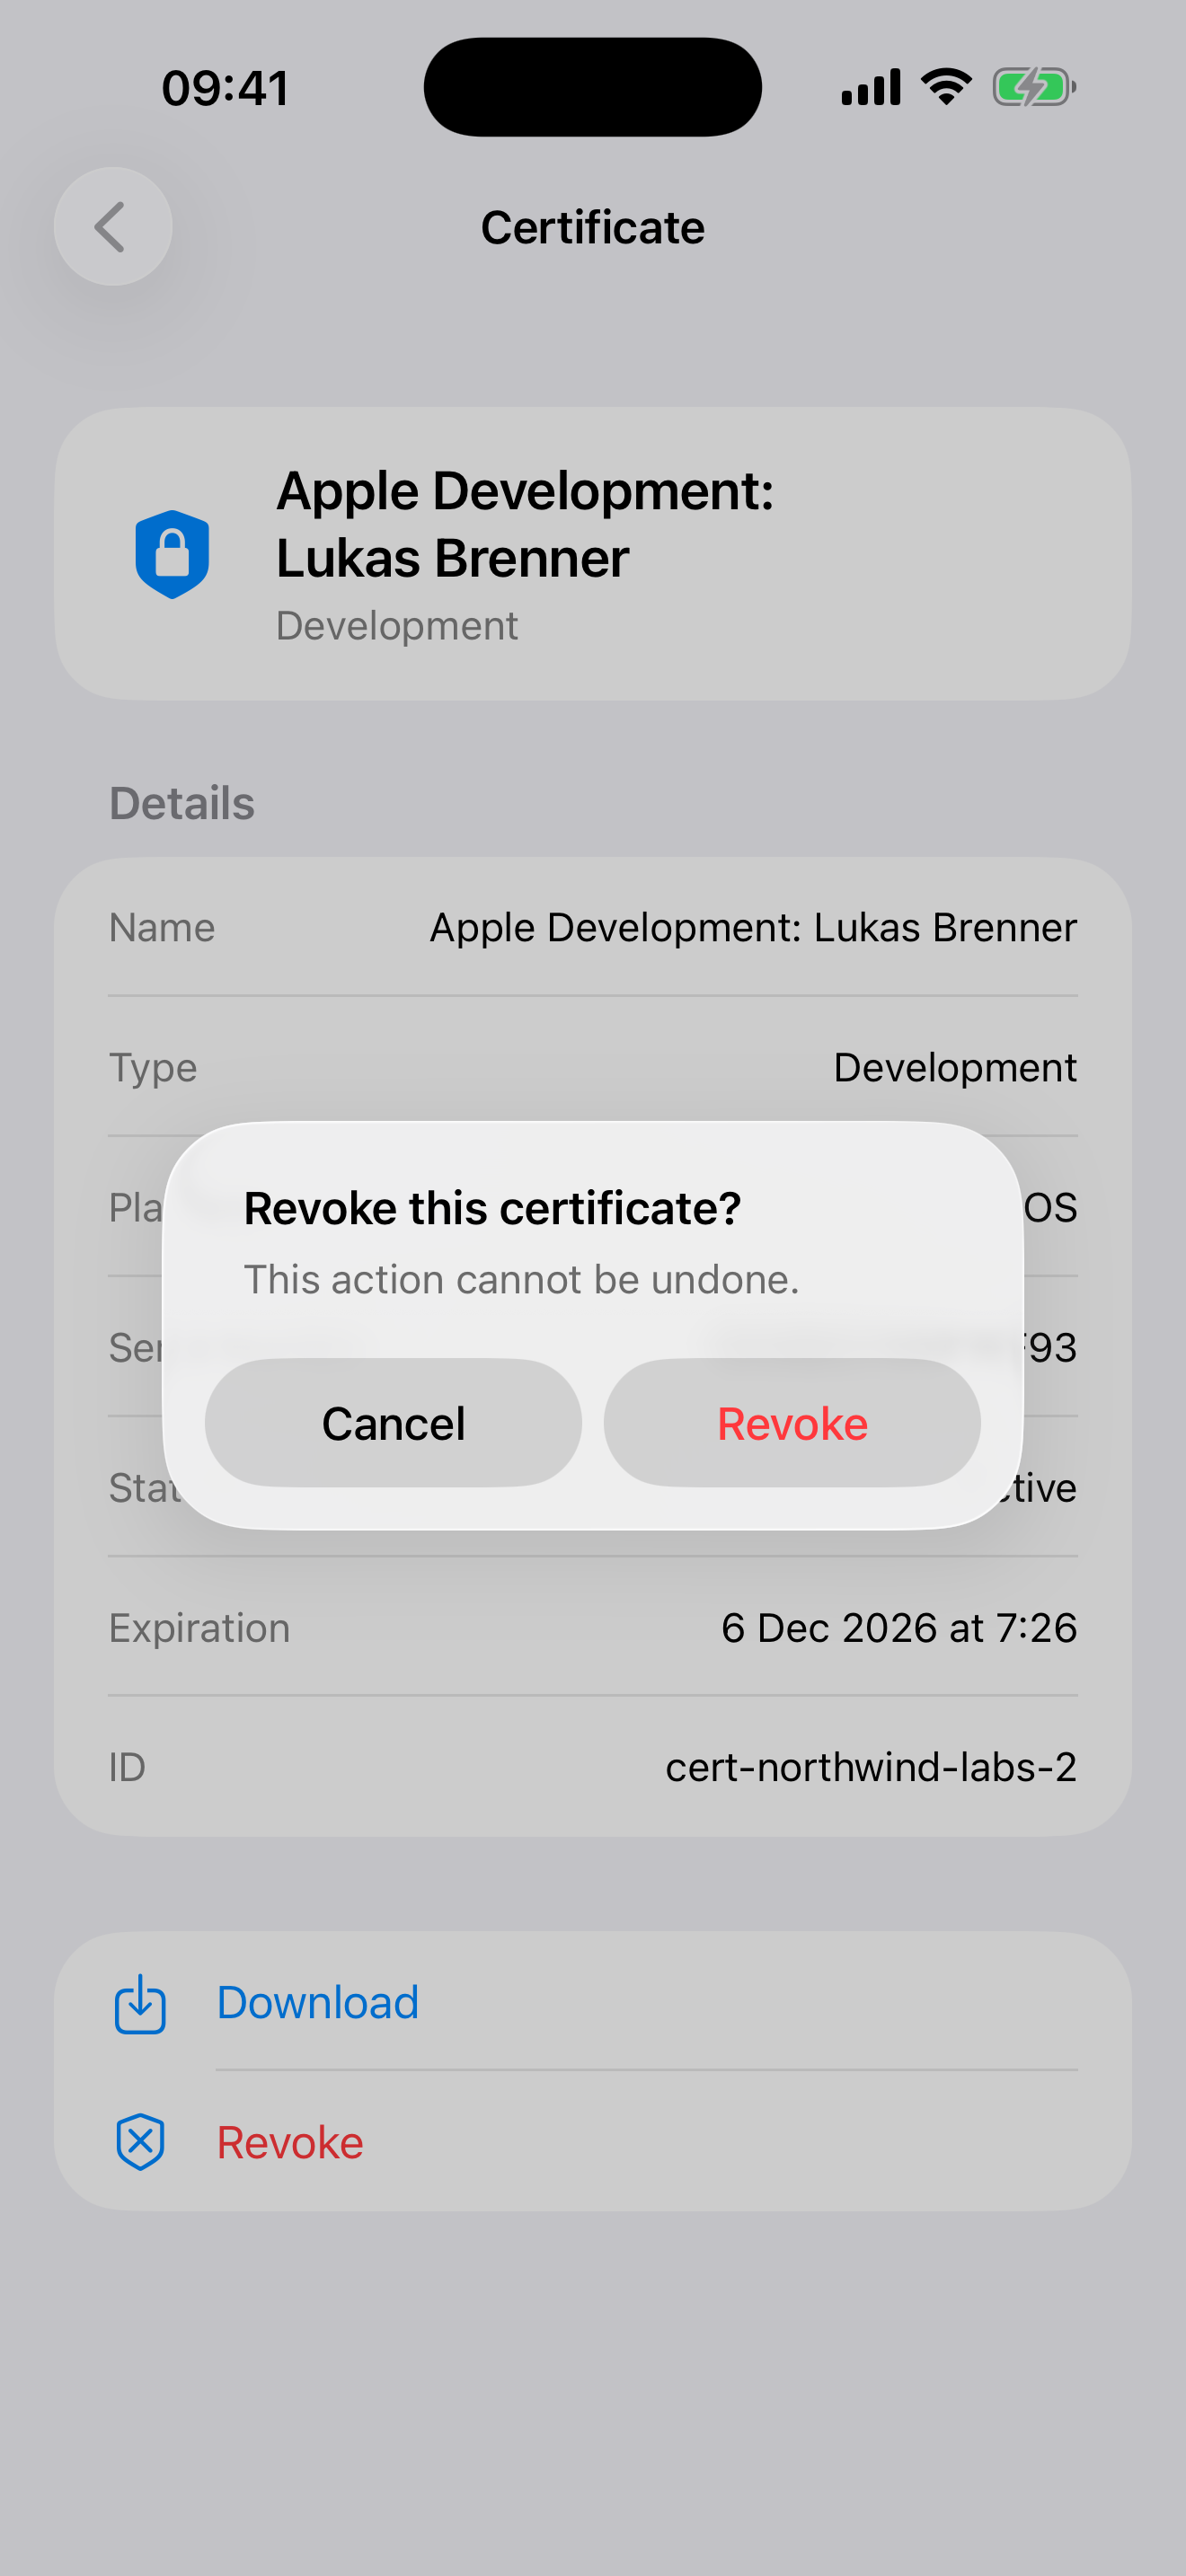 09:41
Certificate
Apple Development:
Lukas Brenner
Development
Details
Name Apple Development: Lukas Brenner
Type Development
Revoke this certificate?
This action cannot be undone.
Cancel Revoke
Expiration 6 Dec 2026 at 7:26
ID cert-northwind-labs-2
Download
Revoke